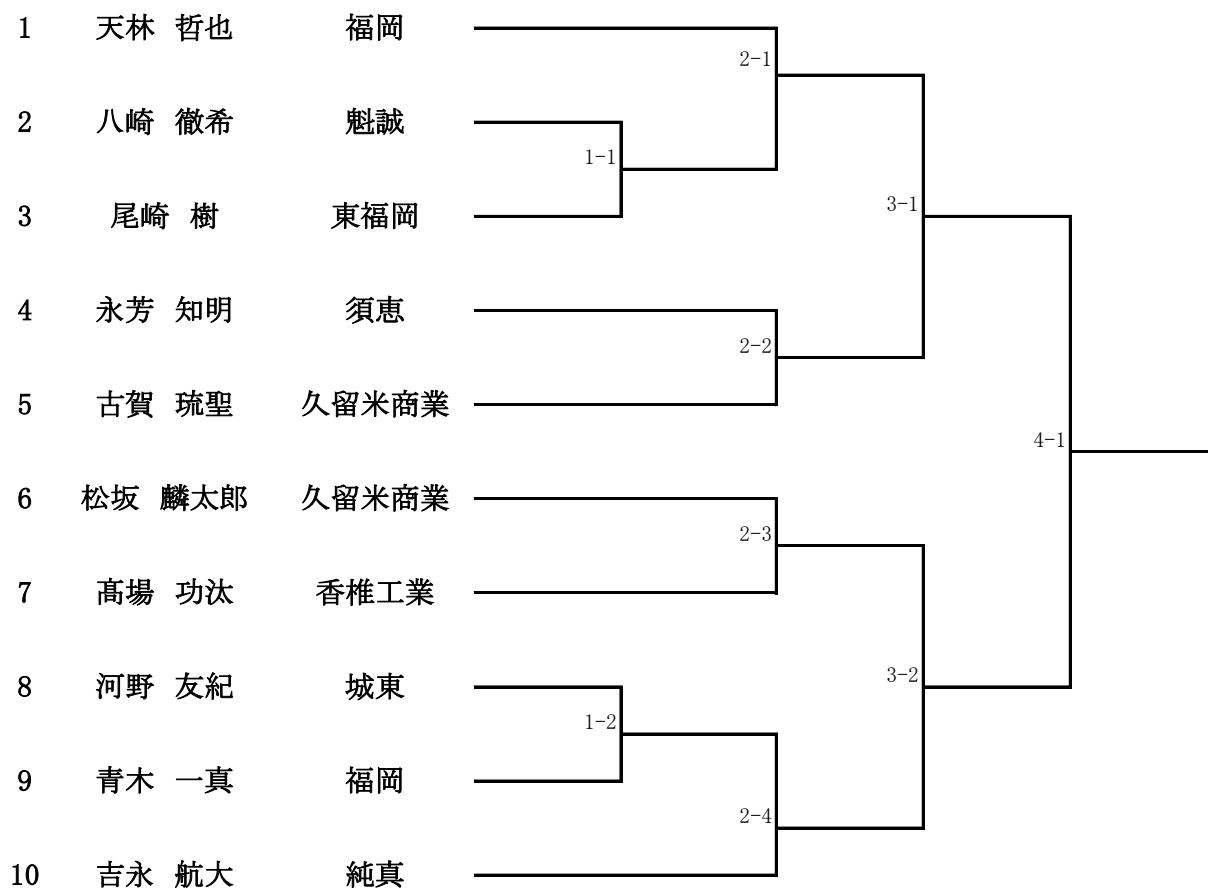 1 天林 哲也 福岡
2-1
2 八崎 徹希 魁誠
1-1
3 尾崎 樹 東福岡
3-1
4 永芳 知明 須恵
2-2
5 古賀 琉聖 久留米商業
4-1
6 松坂 麟太郎 久留米商業
2-3
7 髙場 功汰 香椎工業
3-2
8 河野 友紀 城東
1-2
9 青木 一真 福岡
2-4
10 吉永 航大 純真